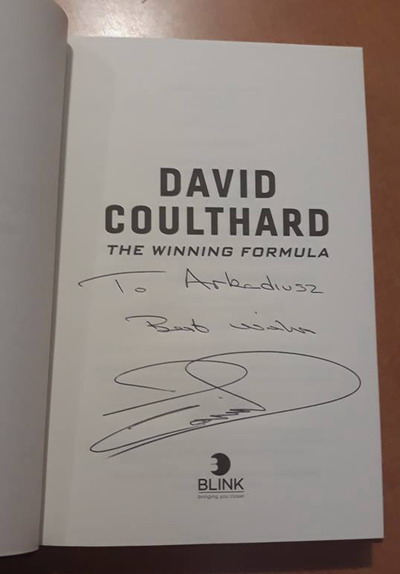 DAVID
COULTHARD
THE WINNING FORMULA
To Arkadiusz
Best wishes
BLINK
bringing you closer